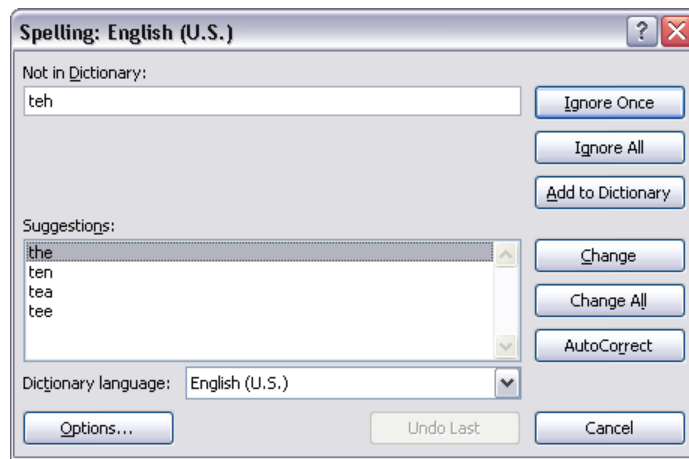 Spelling: English (U.S.)
Not in Dictionary:
teh
Ignore Once
Ignore All
Add to Dictionary
Suggestions:
the
ten
tea
tee
Change
Change All
AutoCorrect
Dictionary language: English (U.S.)
Options... Undo Last Cancel